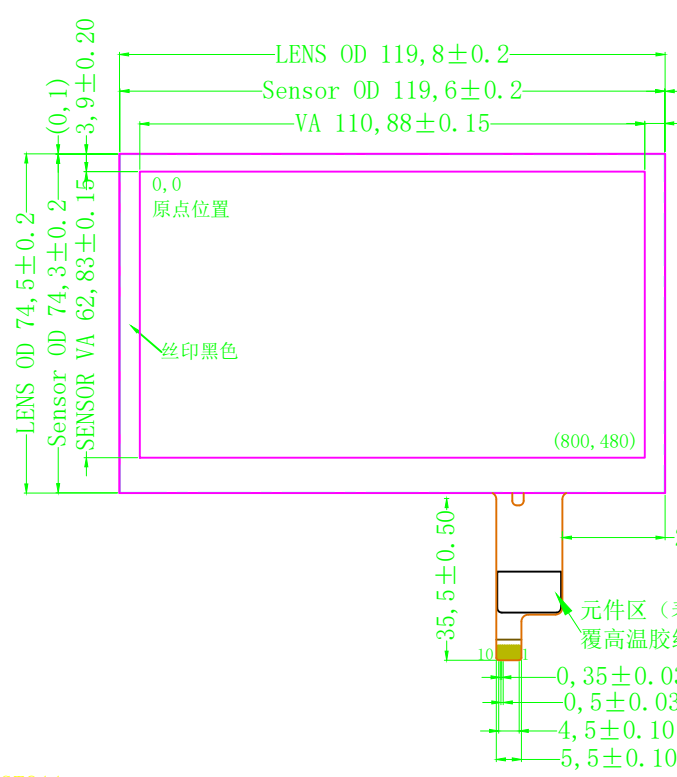 LENS OD 119,8±0.2
Sensor OD 119,6±0.2
VA 110,88±0.15
(0,1)
3,9±0.20
LENS OD 74,5±0.2
Sensor OD 74,3±0.2
SENSOR VA 62,83±0.15
0,0
原点位置
丝印黑色
(800,480)
35,5±0.50
元件区（
覆高温胶
10
1
0,35±0.03
0,5±0.03
4,5±0.10
5,5±0.10